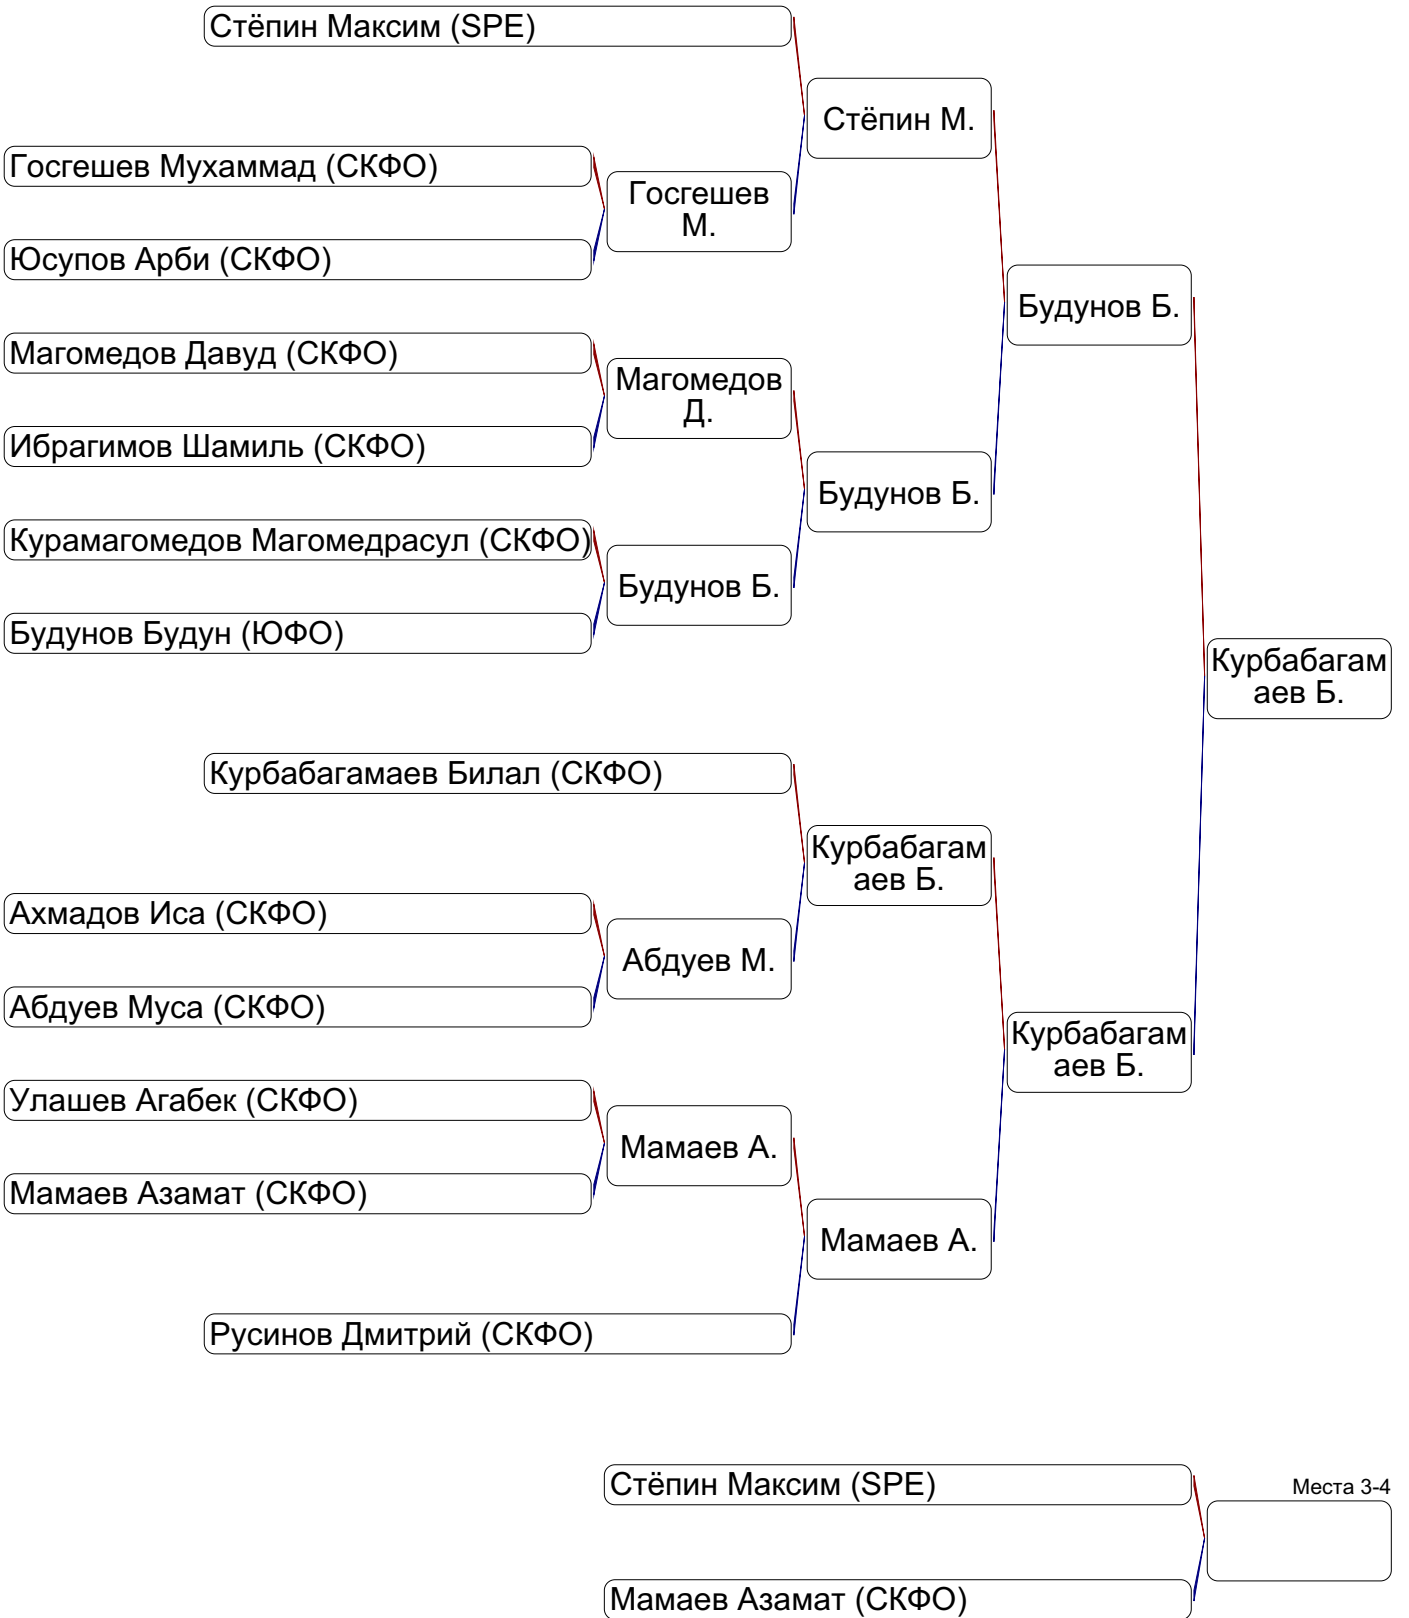 Стёпин Максим (SPE)
Стёпин М.
Госгешев Мухаммад (СКФО)
Госгешев
М.
Юсупов Арби (СКФО)
Будунов Б.
Магомедов Давуд (СКФО)
Магомедов
Д.
Ибрагимов Шамиль (СКФО)
Будунов Б.
Курамагомедов Магомедрасул (СКФО)
Будунов Б.
Будунов Будун (ЮФО)
Курбабагам
аев Б.
Курбабагамаев Билал (СКФО)
Курбабагам
аев Б.
Ахмадов Иса (СКФО)
Абдуев М.
Абдуев Муса (СКФО)
Курбабагам
аев Б.
Улашев Агабек (СКФО)
Мамаев А.
Мамаев Азамат (СКФО)
Мамаев А.
Русинов Дмитрий (СКФО)
Стёпин Максим (SPE)
Места 3-4
Мамаев Азамат (СКФО)